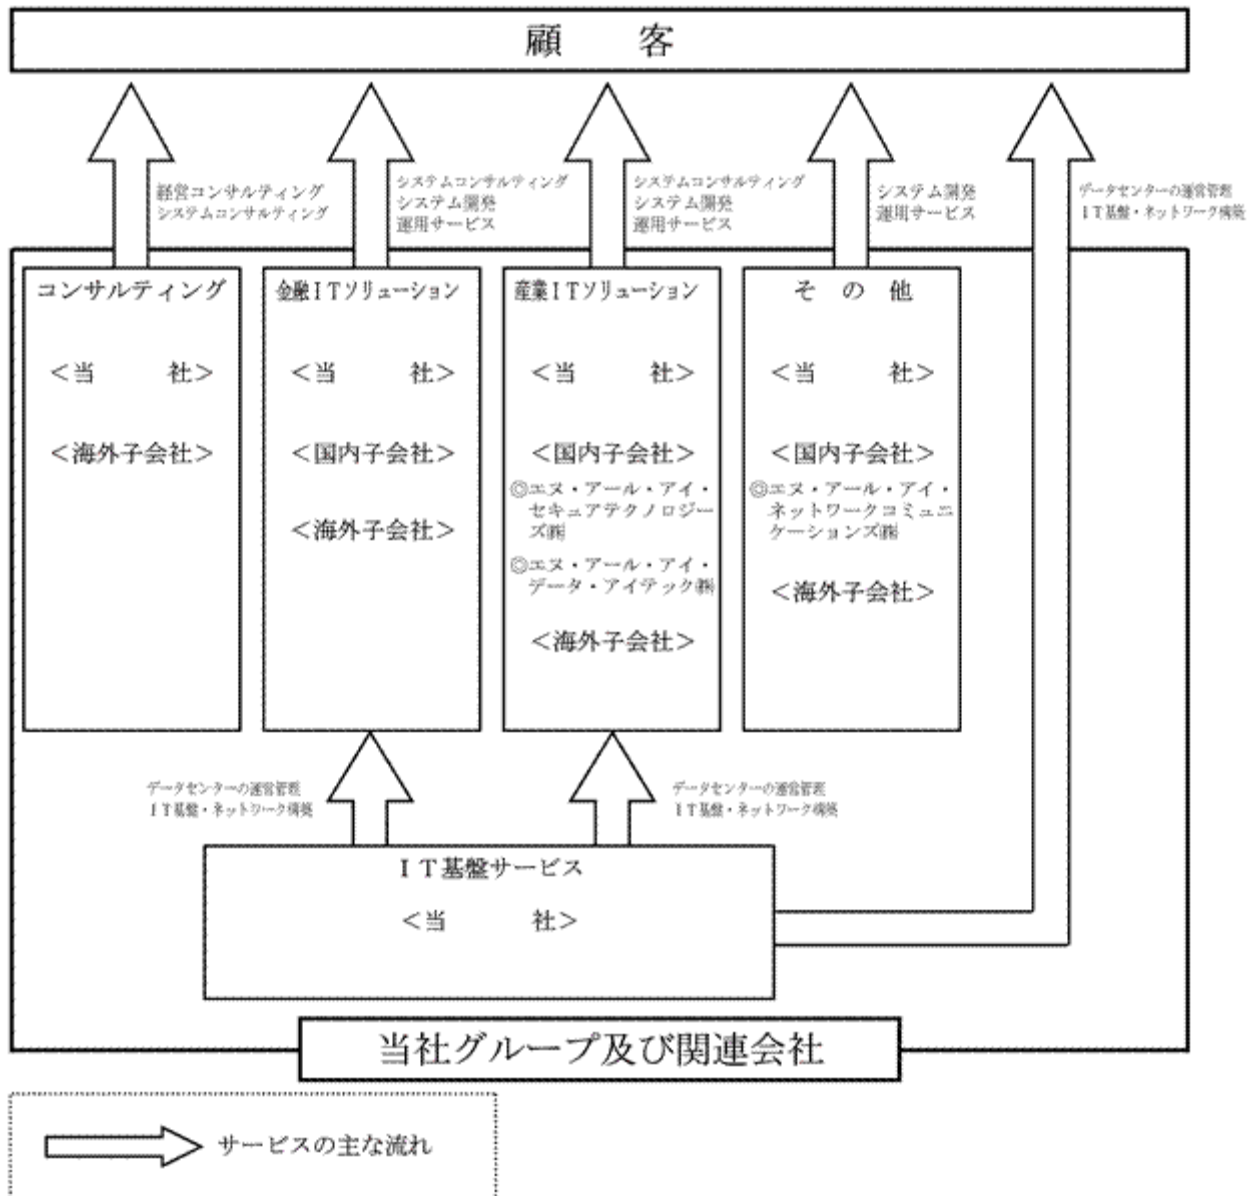 顧　　客
経営コンサルティング
システムコンサルティング
システムコンサルティング
システム開発
運用サービス
システムコンサルティング
システム開発
運用サービス
システム開発
運用サービス
データセンターの運営管理
ＩＴ基盤・ネットワーク構築
コンサルティング
＜当　　　社＞
＜海外子会社＞
金融ＩＴソリューション
＜当　　　社＞
＜国内子会社＞
＜海外子会社＞
産業ＩＴソリューション
＜当　　　社＞
＜国内子会社＞
◎エヌ・アール・アイ・
セキュアテクノロジー
ズ㈱
◎エヌ・アール・アイ・
データ・アイテック㈱
＜海外子会社＞
そ　の　他
＜当　　　社＞
＜国内子会社＞
◎エヌ・アール・アイ・
ネットワークコミュニ
ケーションズ㈱
＜海外子会社＞
データセンターの運営管理
ＩＴ基盤・ネットワーク構築
データセンターの運営管理
ＩＴ基盤・ネットワーク構築
ＩＴ基盤サービス
＜当　　　社＞
当社グループ及び関連会社
サービスの主な流れ